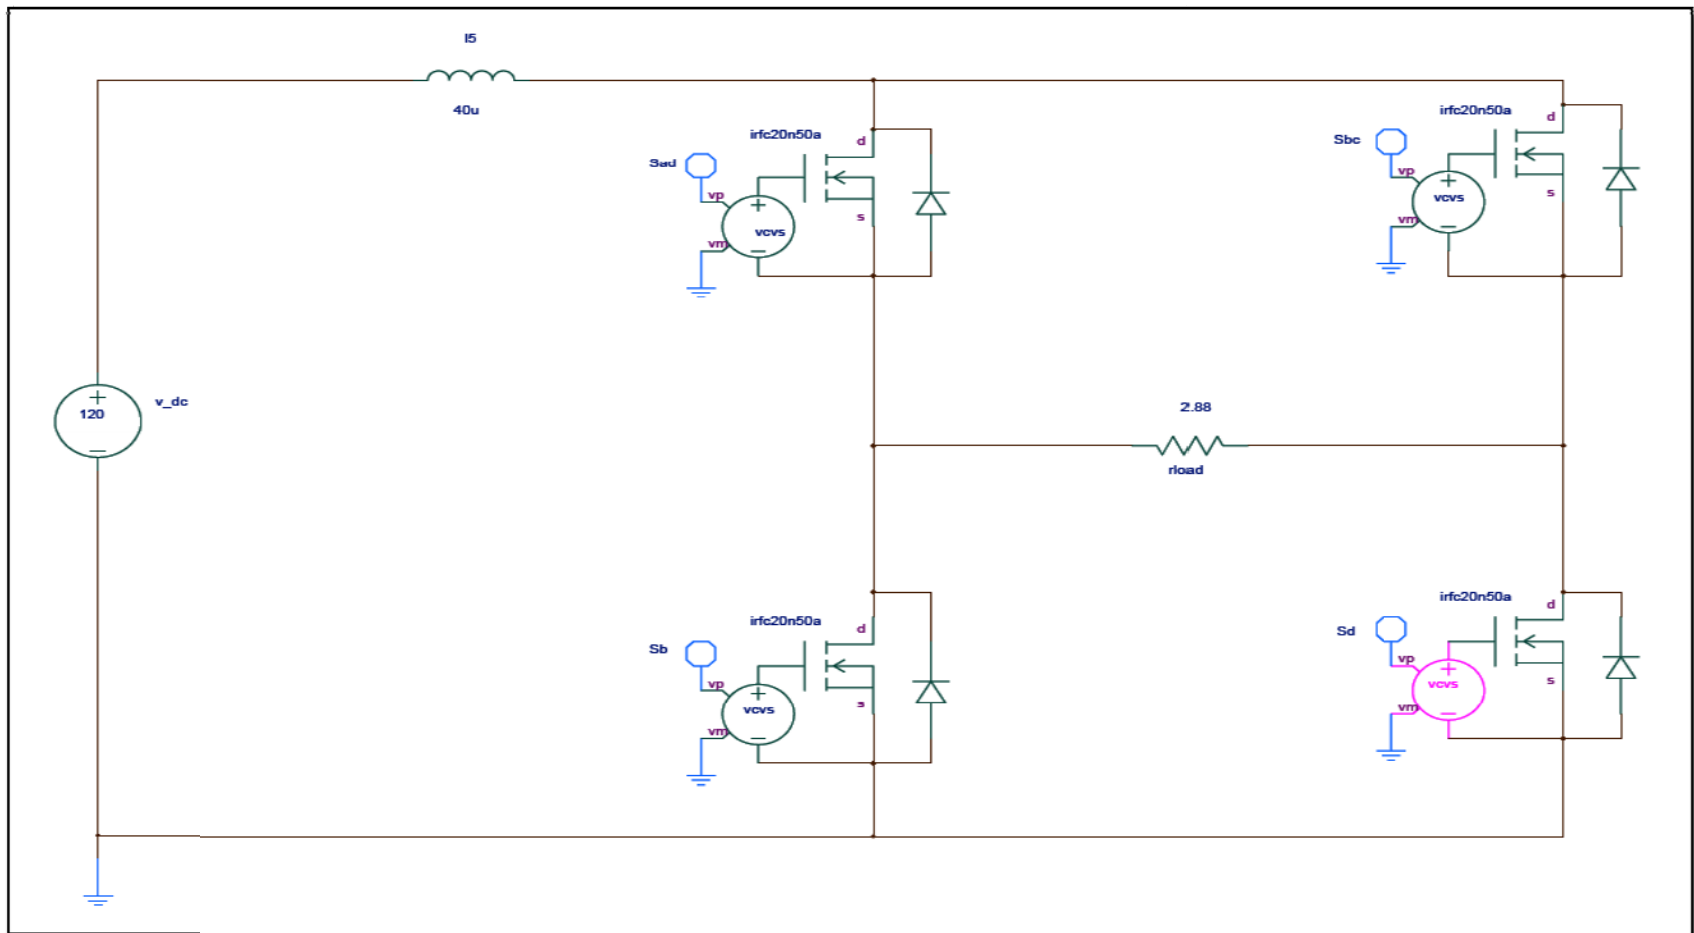 l5
40u
irfc20n50a
d
Sad
vp
vcvs
vm
s
irfc20n50a
d
Sbc
vp
vcvs
vm
s
120
v_dc
2.88
rload
irfc20n50a
d
Sb
vp
vcvs
vm
s
irfc20n50a
d
Sd
vp
vcvs
vm
s